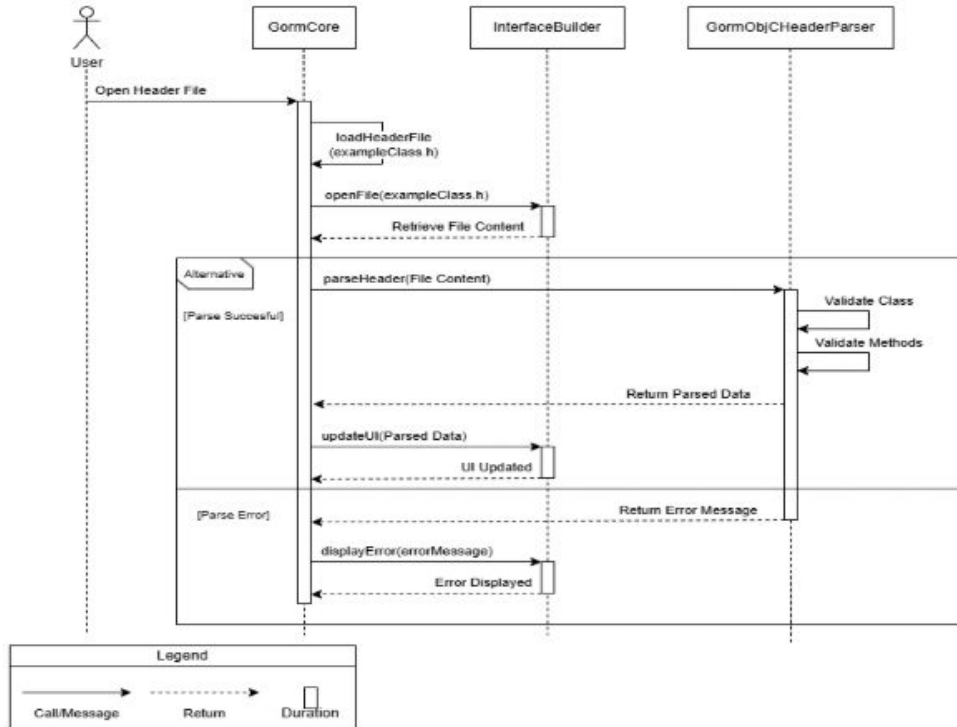 GormCore
InterfaceBuilder
GormObjCHeaderParser
User
Open Header File
loadHeaderFile
(exampleClass.h)
openFile(exampleClass.h)
Retrieve File Content
Alternative
parseHeader(File Content)
[Parse Succesful]
Validate Class
Validate Methods
Return Parsed Data
updateUI(Parsed Data)
UI Updated
[Parse Error]
Return Error Message
displayError(errorMessage)
Error Displayed
Legend
Call/Message
Return
Duration